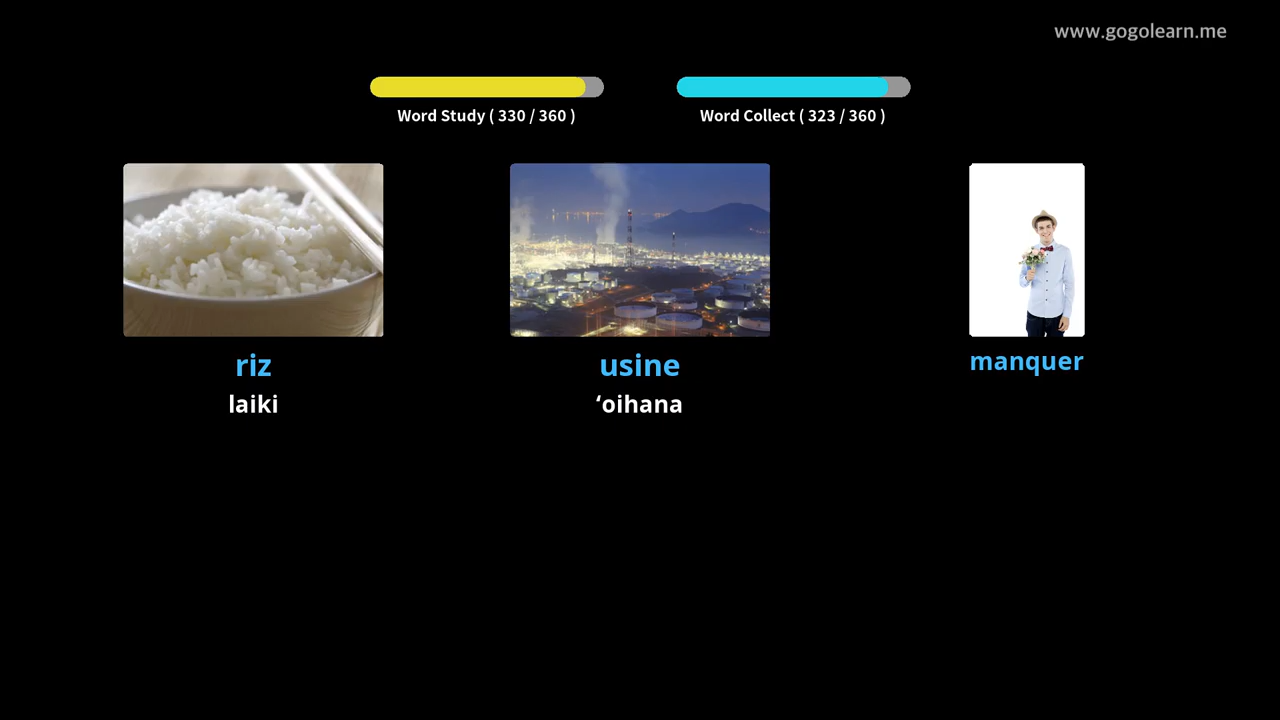 www.gogolearn.me
Word Study ( 330 / 360 )
Word Collect ( 323 / 360 )
riz
usine
manquer
laiki
ʻoihana